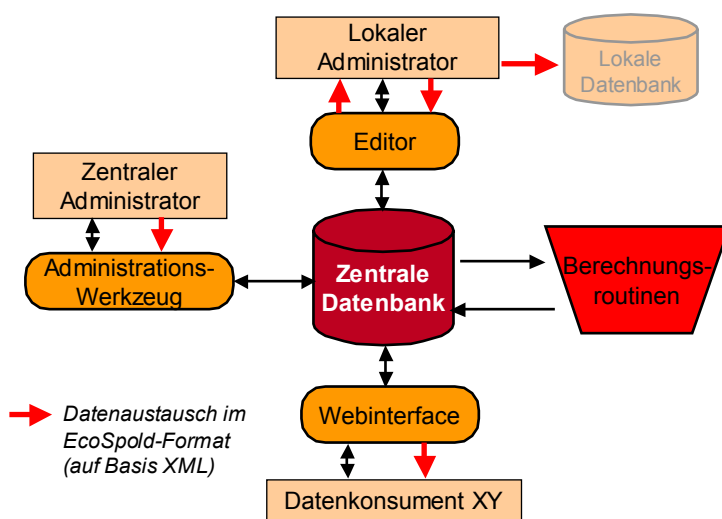 Lokaler
Administrator
Lokale
Datenbank
Editor
Zentraler
Administrator
Administrations-
Werkzeug
Zentrale
Datenbank
Berechnungs-
routinen
Webinterface
Datenaustausch im
EcoSpold-Format
(auf Basis XML)
Datenkonsument XY